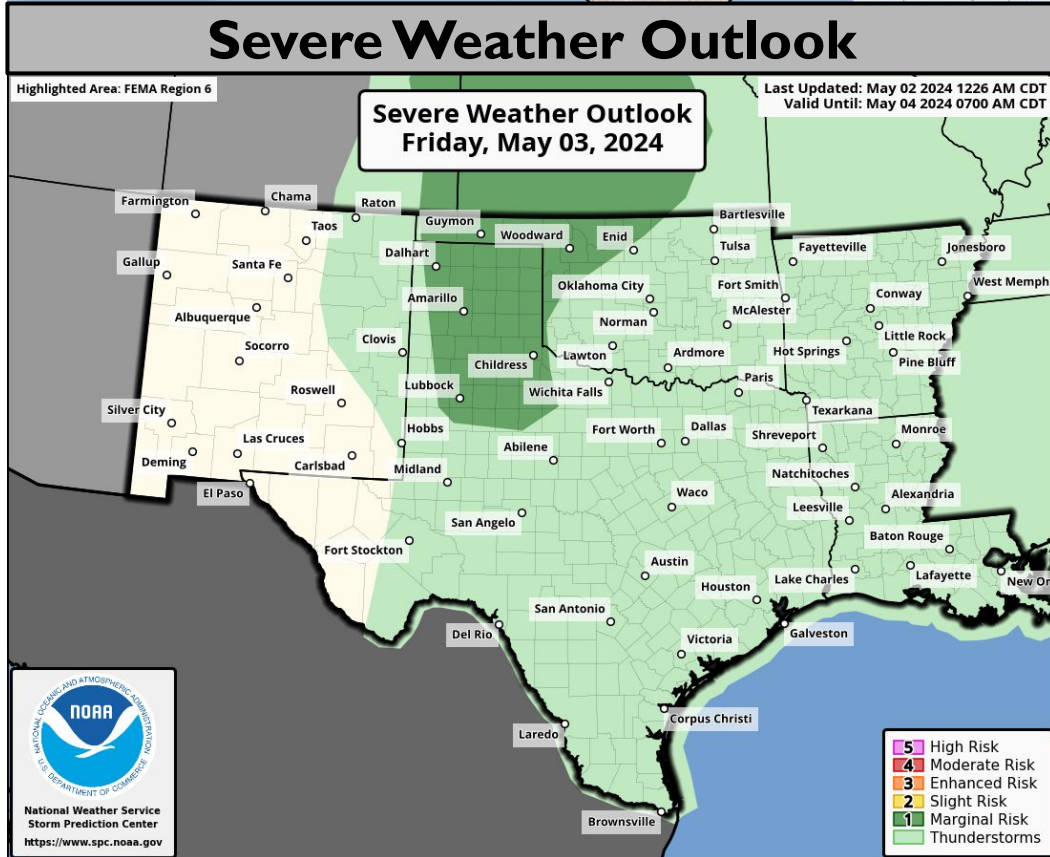 Severe Weather Outlook
Highlighted Area: FEMA Region 6
Last Updated: May 02 2024 1226 AM CDT
Valid Until: May 04 2024 0700 AM CDT
Severe Weather Outlook
Friday, May 03, 2024
Farmington
Chama
Taos
Raton
Guymon
Woodward
Enid
Bartlesville
Tulsa
Fayetteville
Jonesboro
Gallup
Santa Fe
Dalhart
Oklahoma City
Fort Smith
Conway
West Memph
Albuquerque
Amarillo
Norman
McAlester
Little Rock
Socorro
Clovis
Childress
Lawton
Ardmore
Hot Springs
Pine Bluff
Roswell
Lubbock
Wichita Falls
Paris
Texarkana
Silver City
Las Cruces
Hobbs
Abilene
Fort Worth
Dallas
Shreveport
Monroe
Deming
Carlsbad
Midland
Natchitoches
El Paso
San Angelo
Waco
Leesville
Alexandria
Fort Stockton
Baton Rouge
Austin
Houston
Lake Charles
Lafayette
New Or
San Antonio
Del Rio
Victoria
Galveston
Laredo
Corpus Christi
Brownsville
NATIONAL OCEANIC AND ATMOSPHERIC ADMINISTRATION
NOAA
U.S. DEPARTMENT OF COMMERCE
National Weather Service
Storm Prediction Center
https://www.spc.noaa.gov
5 High Risk
4 Moderate Risk
3 Enhanced Risk
2 Slight Risk
1 Marginal Risk
Thunderstorms